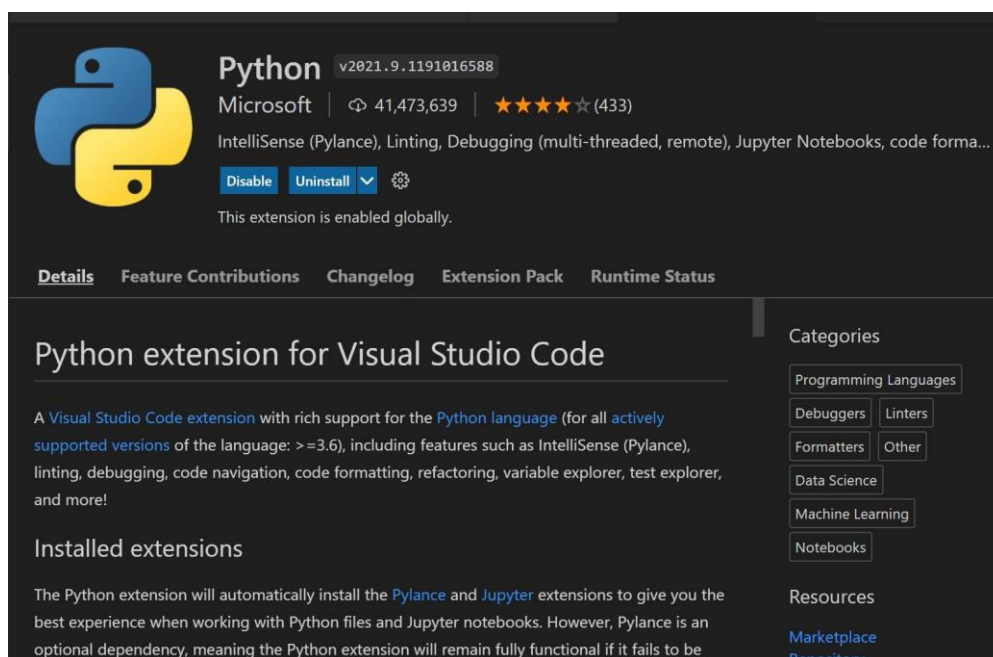 Python v2021.9.1191016588
Microsoft 41,473,639 (433)
IntelliSense (Pylance), Linting, Debugging (multi-threaded, remote), Jupyter Notebooks, code forma...
Disable Uninstall
This extension is enabled globally.
Details Feature Contributions Changelog Extension Pack Runtime Status
Python extension for Visual Studio Code
A Visual Studio Code extension with rich support for the Python language (for all actively
supported versions of the language: >=3.6), including features such as IntelliSense (Pylance),
linting, debugging, code navigation, code formatting, refactoring, variable explorer, test explorer,
and more!
Installed extensions
The Python extension will automatically install the Pylance and Jupyter extensions to give you the
best experience when working with Python files and Jupyter notebooks. However, Pylance is an
optional dependency, meaning the Python extension will remain fully functional if it fails to be
Categories
Programming Languages
Debuggers Linters
Formatters Other
Data Science
Machine Learning
Notebooks
Resources
Marketplace